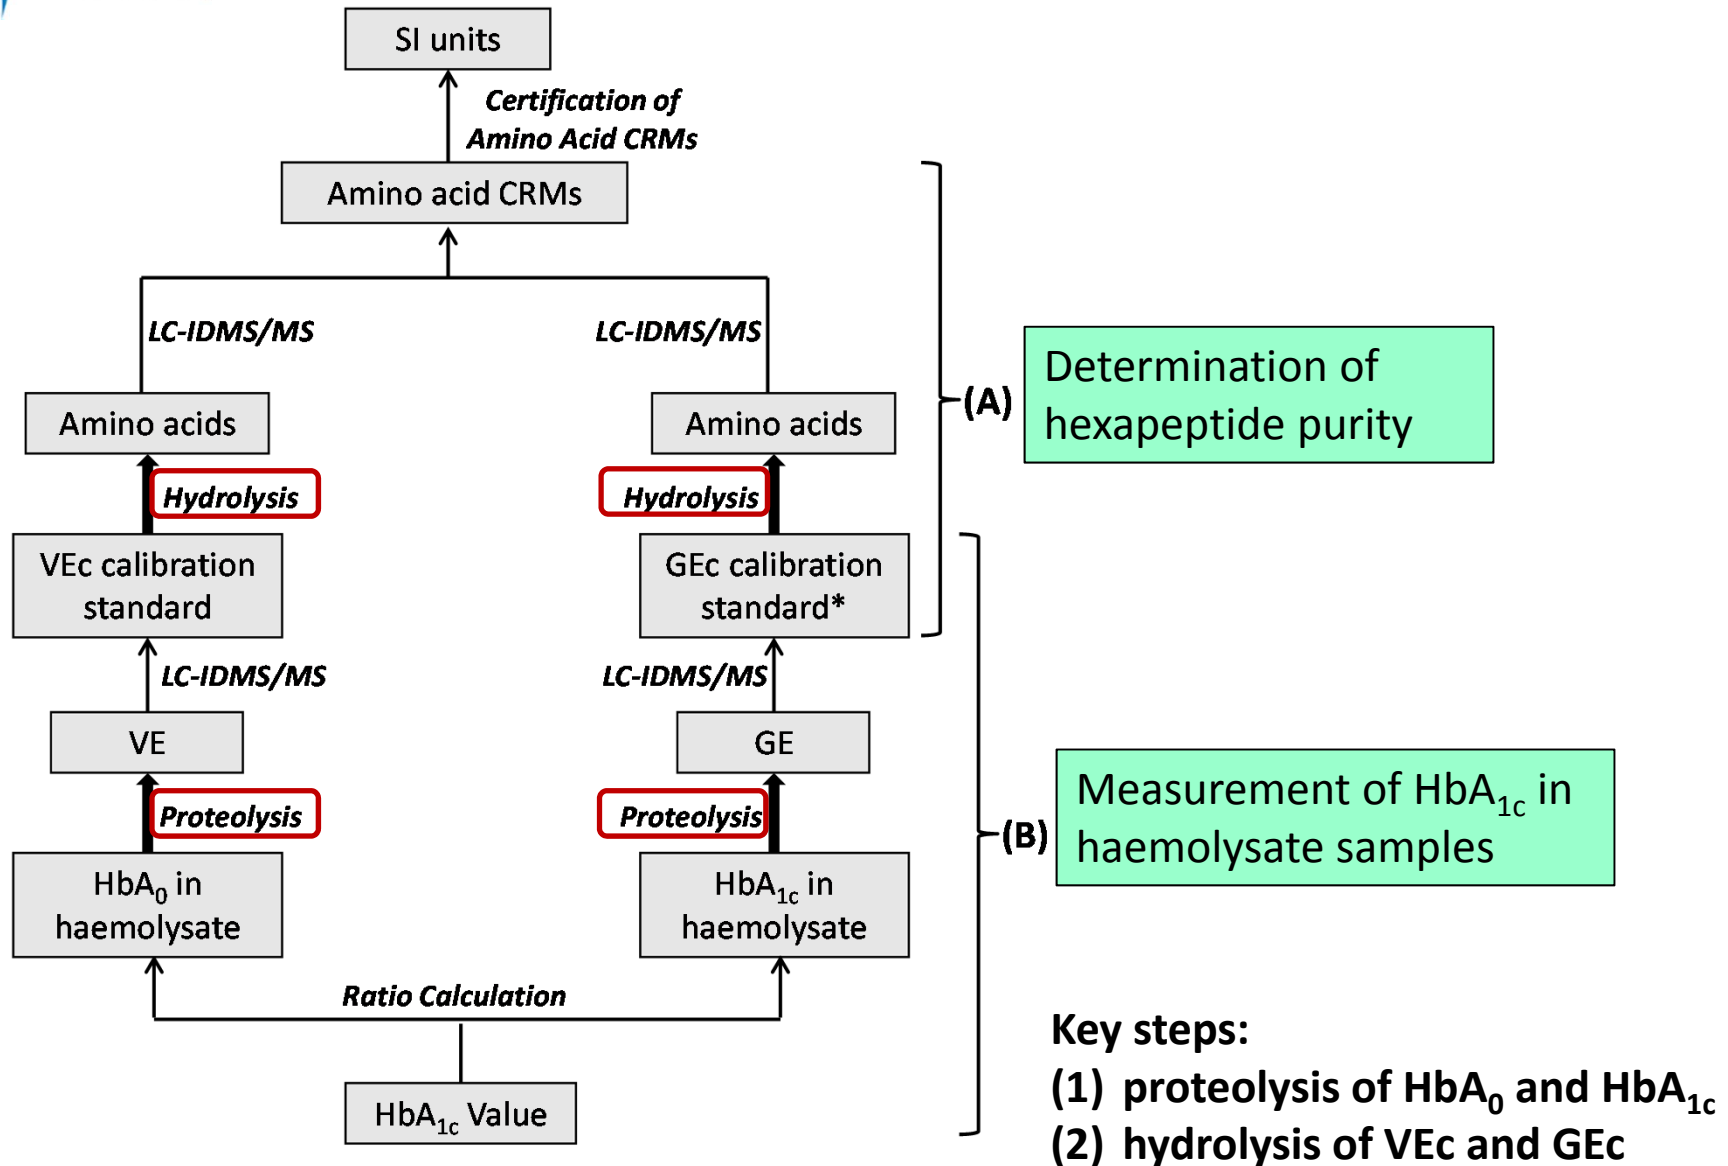 SI units
Certification of
Amino Acid CRMs
Amino acid CRMs
LC-IDMS/MS
LC-IDMS/MS
Amino acids
Amino acids
(A)
Determination of
hexapeptide purity
Hydrolysis
Hydrolysis
VEc calibration
standard
GEc calibration
standard*
LC-IDMS/MS
LC-IDMS/MS
VE
GE
Proteolysis
Proteolysis
(B)
Measurement of HbA1c in
haemolysate samples
HbA0 in
haemolysate
HbA1c in
haemolysate
Ratio Calculation
HbA1c Value
Key steps:
(1) proteolysis of HbA0 and HbA1c
(2) hydrolysis of VEc and GEc